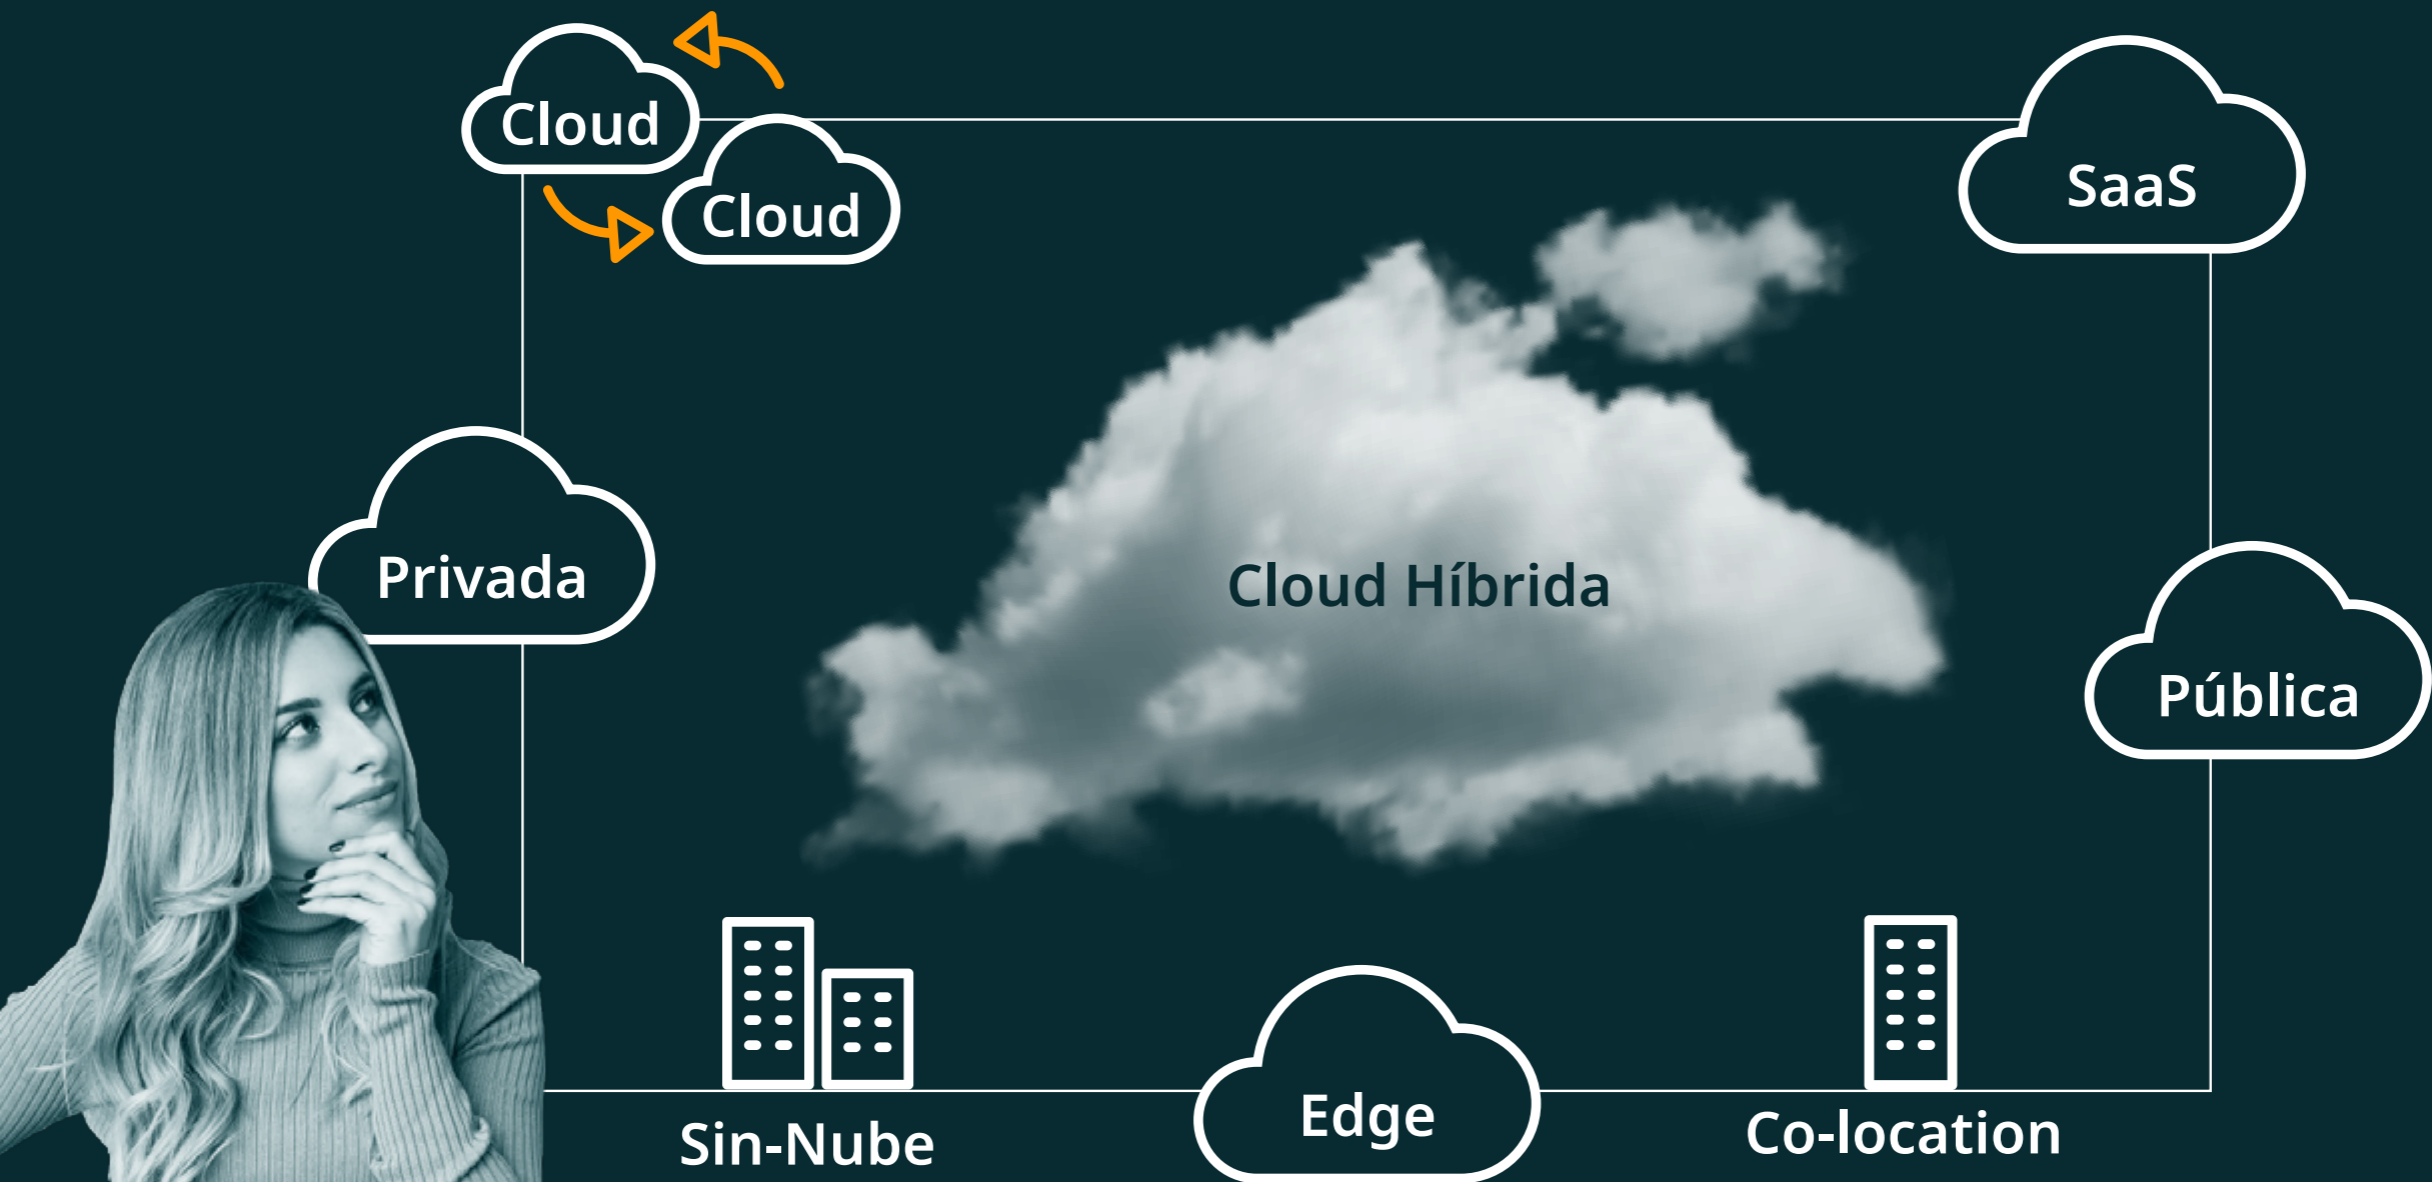 Cloud
Cloud
SaaS
Privada
Cloud Híbrida
Pública
Sin-Nube
Edge
Co-location